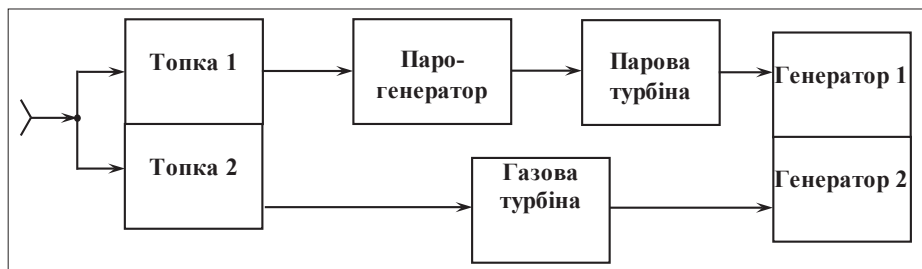 Топка 1
Паро-
генератор
Парова
турбіна
Генератор 1
Топка 2
Газова
турбіна
Генератор 2